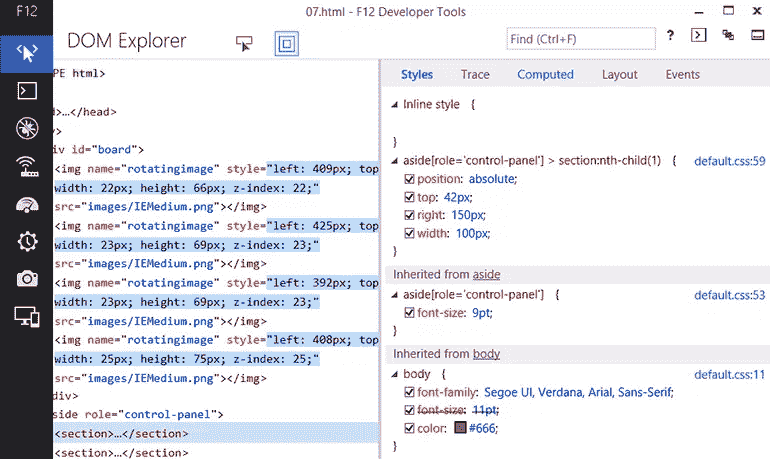 F12
07.html - F12 Developer Tools
DOM Explorer
Find (Ctrl+F)
?
PE html>
d>…</head>
y>
iv id="board">
<img name="rotatingimage" style="left: 409px; top
width: 22px; height: 66px; z-index: 22;"
src="images/IEMedium.png"></img>
<img name="rotatingimage" style="left: 425px; top
width: 23px; height: 69px; z-index: 23;"
src="images/IEMedium.png"></img>
<img name="rotatingimage" style="left: 392px; top
width: 23px; height: 69px; z-index: 23;"
src="images/IEMedium.png"></img>
<img name="rotatingimage" style="left: 408px; top
width: 25px; height: 75px; z-index: 25;"
src="images/IEMedium.png"></img>
div>
side role="control-panel">
<section>…</section>
<section>…</section>
Styles Trace Computed Layout Events
Inline style {
}
aside[role='control-panel'] > section:nth-child(1) { default.css:59
position: absolute;
top: 42px;
right: 150px;
width: 100px;
}
Inherited from aside
aside[role='control-panel'] { default.css:53
font-size: 9pt;
}
Inherited from body
body { default.css:11
font-family: Segoe UI, Verdana, Arial, Sans-Serif;
font-size: 11pt;
color: #666;
}